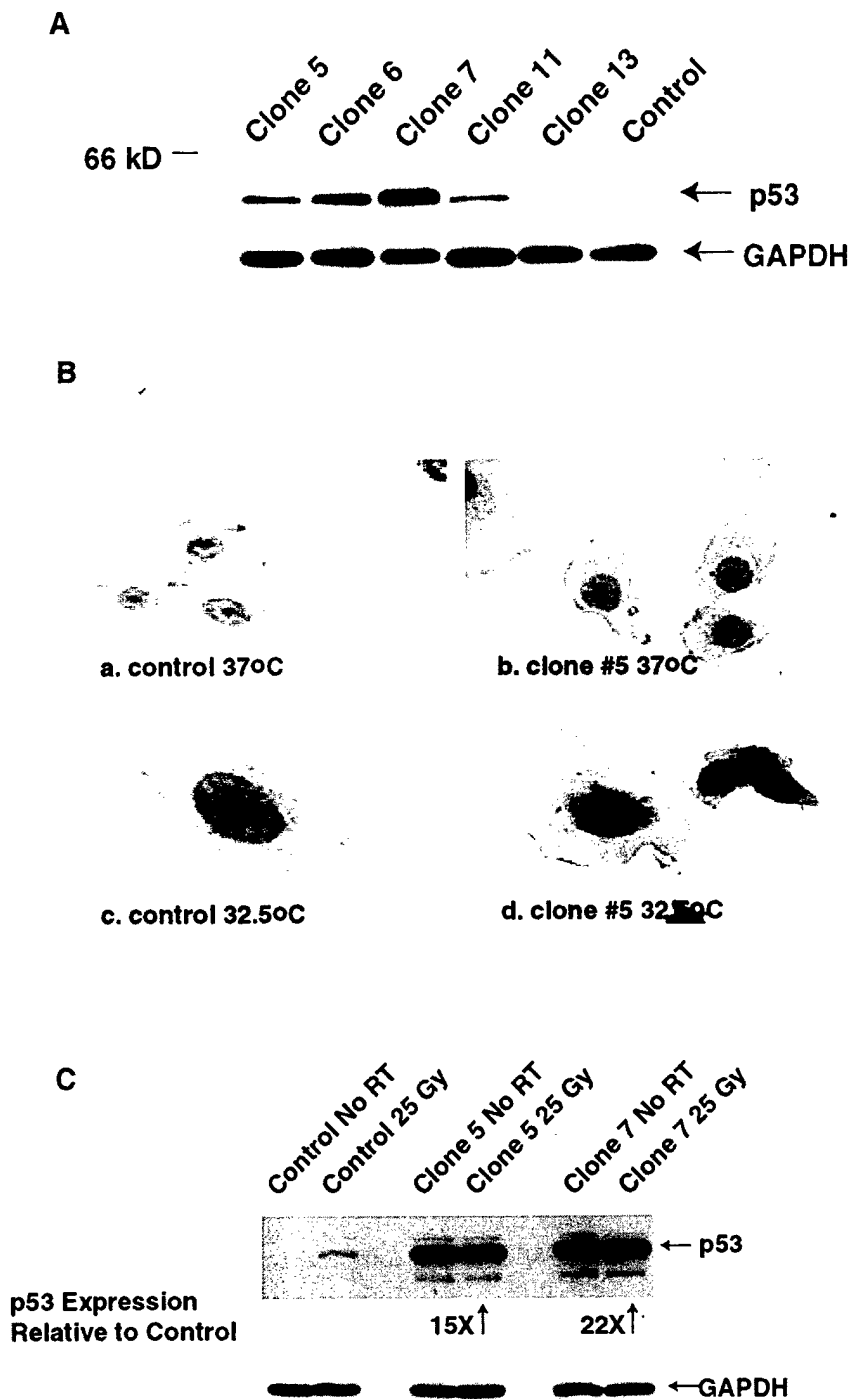 A
Clone 5
Clone 6
Clone 7
Clone 11
Clone 13
Control
66 kD
p53
GAPDH
B
a. control 37ºC
b. clone #5 37ºC
c. control 32.5ºC
d. clone #5 32.5ºC
C
Control No RT
Control 25 Gy
Clone 5 No RT
Clone 5 25 Gy
Clone 7 No RT
Clone 7 25 Gy
p53
p53 Expression
Relative to Control
15X↑
22X↑
GAPDH